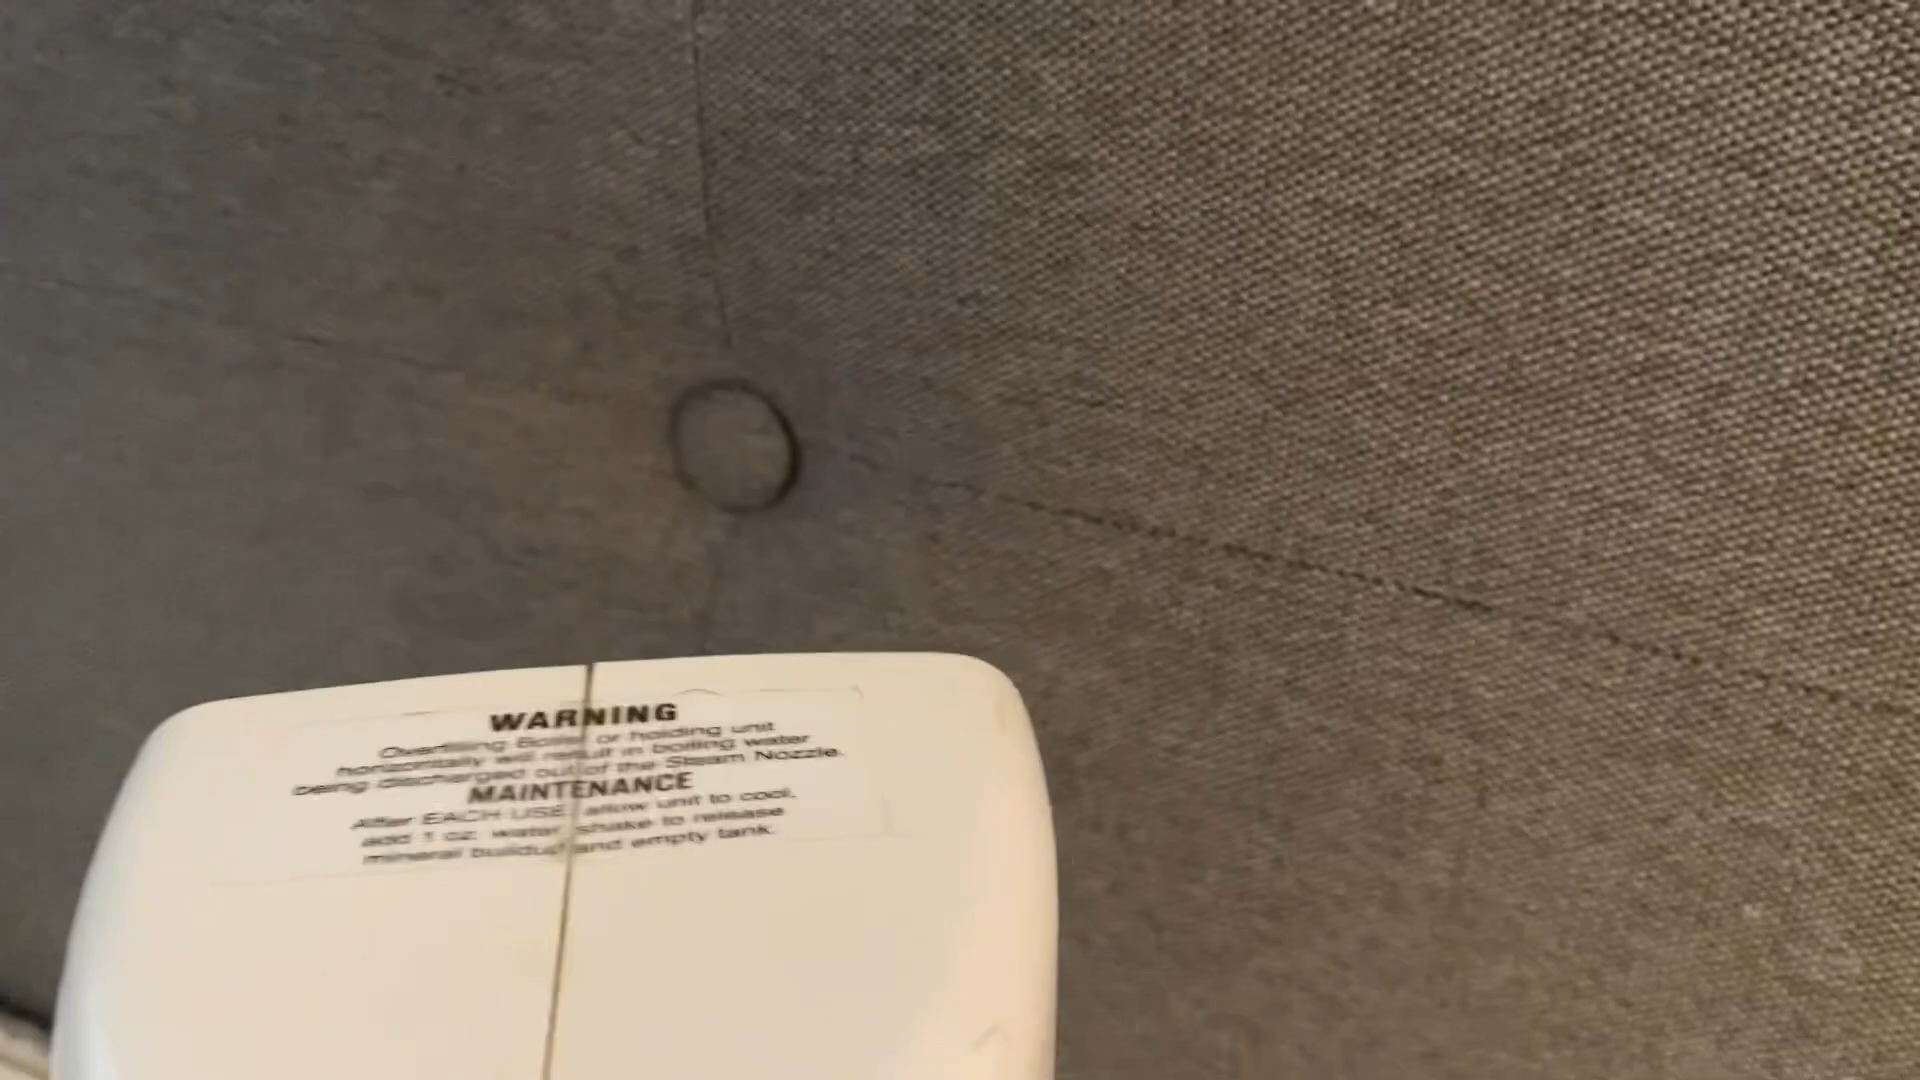 WARNING
Overfilling Boiler or holding unit
horizontally will result in boiling water
being discharged out of the Steam Nozzle.
MAINTENANCE
After EACH USE allow unit to cool,
add 1 oz. water, shake to release
mineral buildup and empty tank.